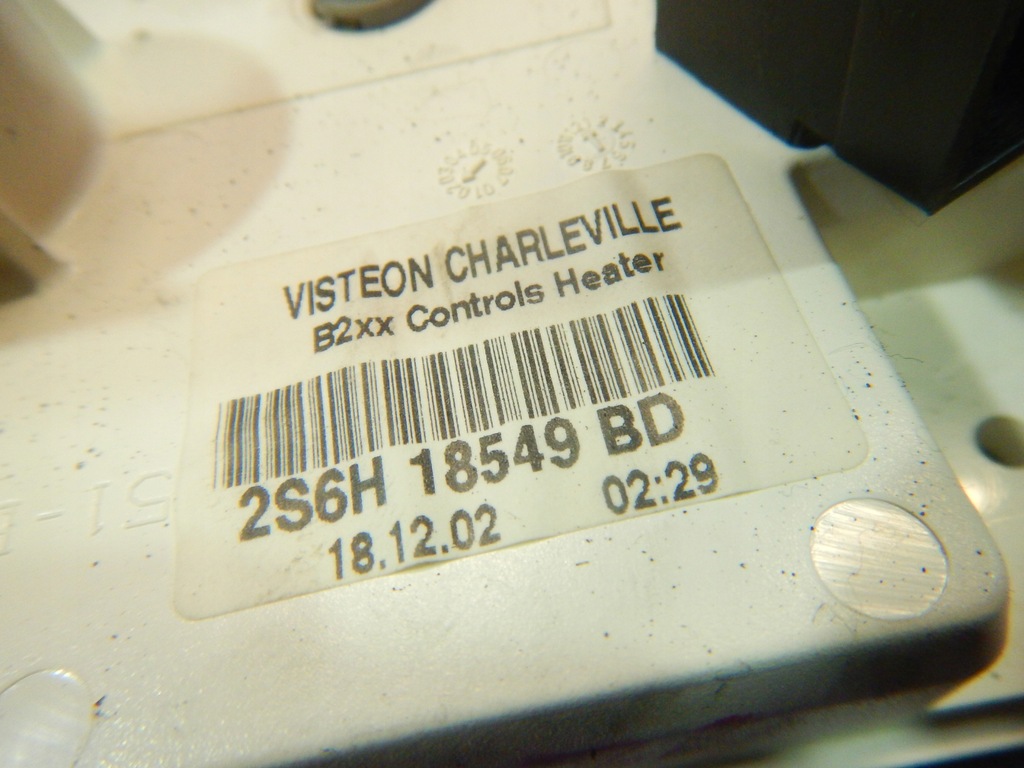 VISTEON CHARLEVILLE
B2xx Controls Heater
2S6H 18549 BD
18.12.02 02:29